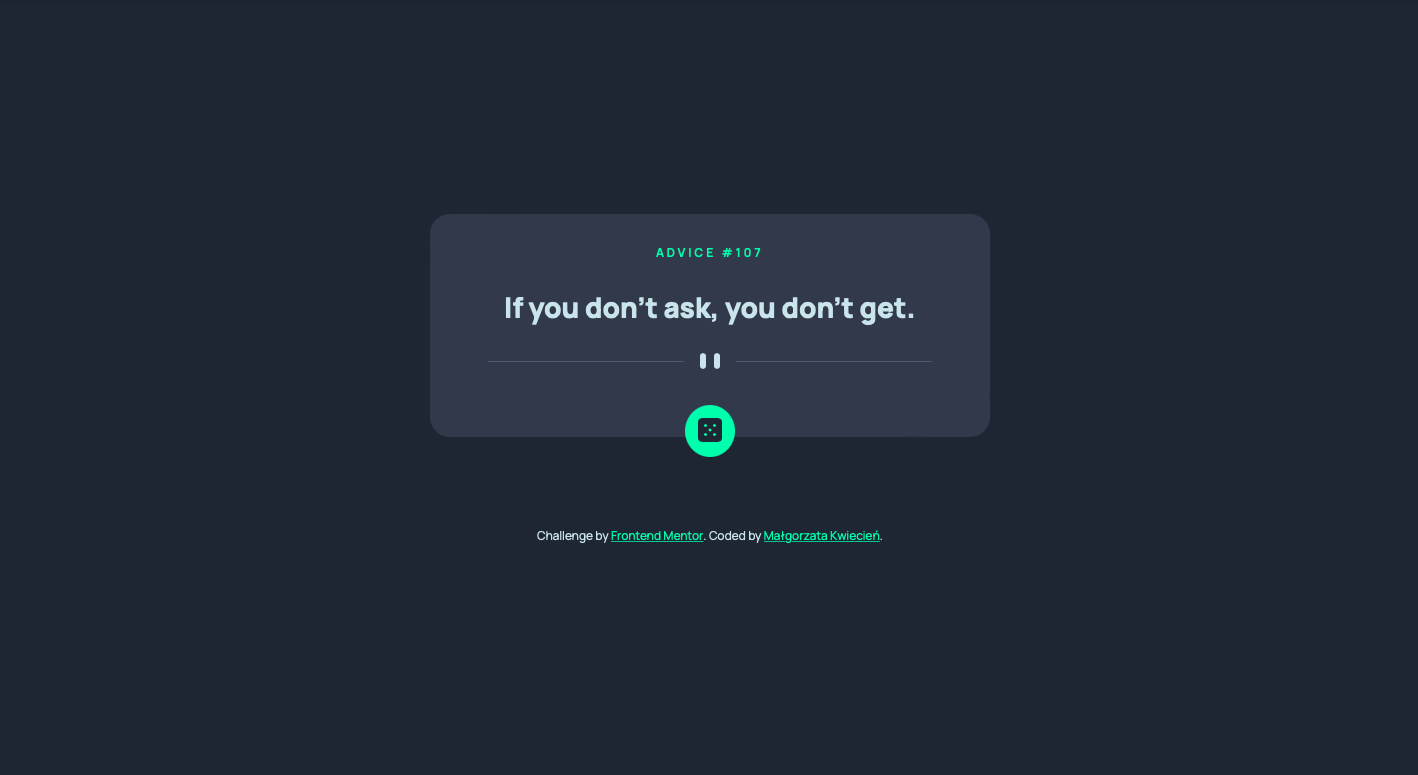 ADVICE #107
If you don’t ask, you don’t get.
Challenge by Frontend Mentor. Coded by Małgorzata Kwiecień.